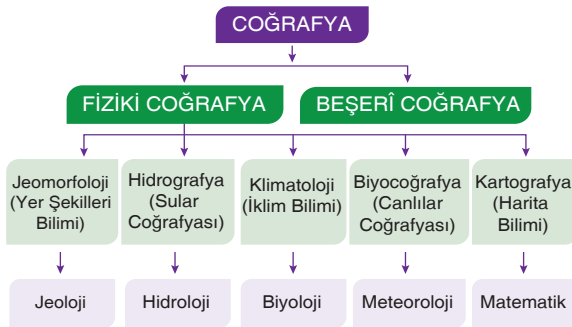 COĞRAFYA
FİZİKİ COĞRAFYA
BEŞERÎ COĞRAFYA
Jeomorfoloji
(Yer Şekilleri
Bilimi)
Hidrografya
(Sular
Coğrafyası)
Klimatoloji
(İklim Bilimi)
Biyocoğrafya
(Canlılar
Coğrafyası)
Kartografya
(Harita
Bilimi)
Jeoloji
Hidroloji
Biyoloji
Meteoroloji
Matematik